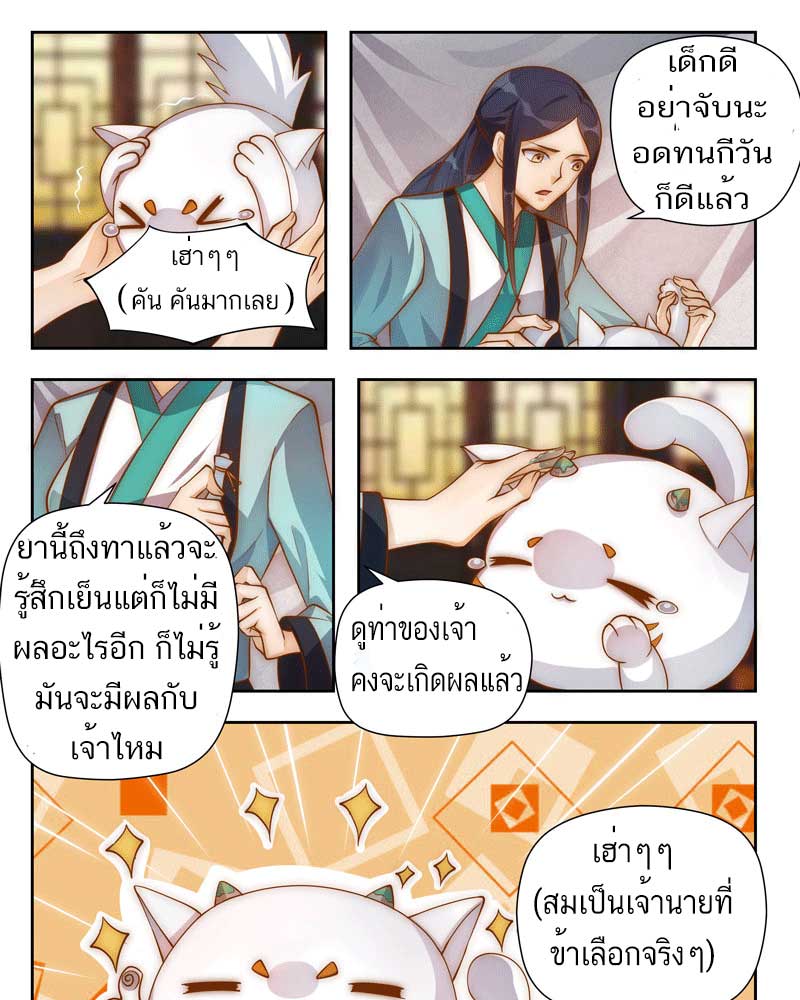 เฮ่าๆๆ
(คัน คันมากเลย)
เด็กดี
อย่าจับนะ
อดทนกีวัน
ก็ดีแล้ว
ยานี้ถึงทาแล้วจะ
รู้สึกเย็นแต่ก็ไม่มี
ผลอะไรอีก ก็ไม่รู้
มันจะมีผลกับ
เจ้าไหม
ดูท่าของเจ้า
คงจะเกิดผลแล้ว
เฮ่าๆๆ
(สมเป็นเจ้านายที่
ข้าเลือกจริงๆ)